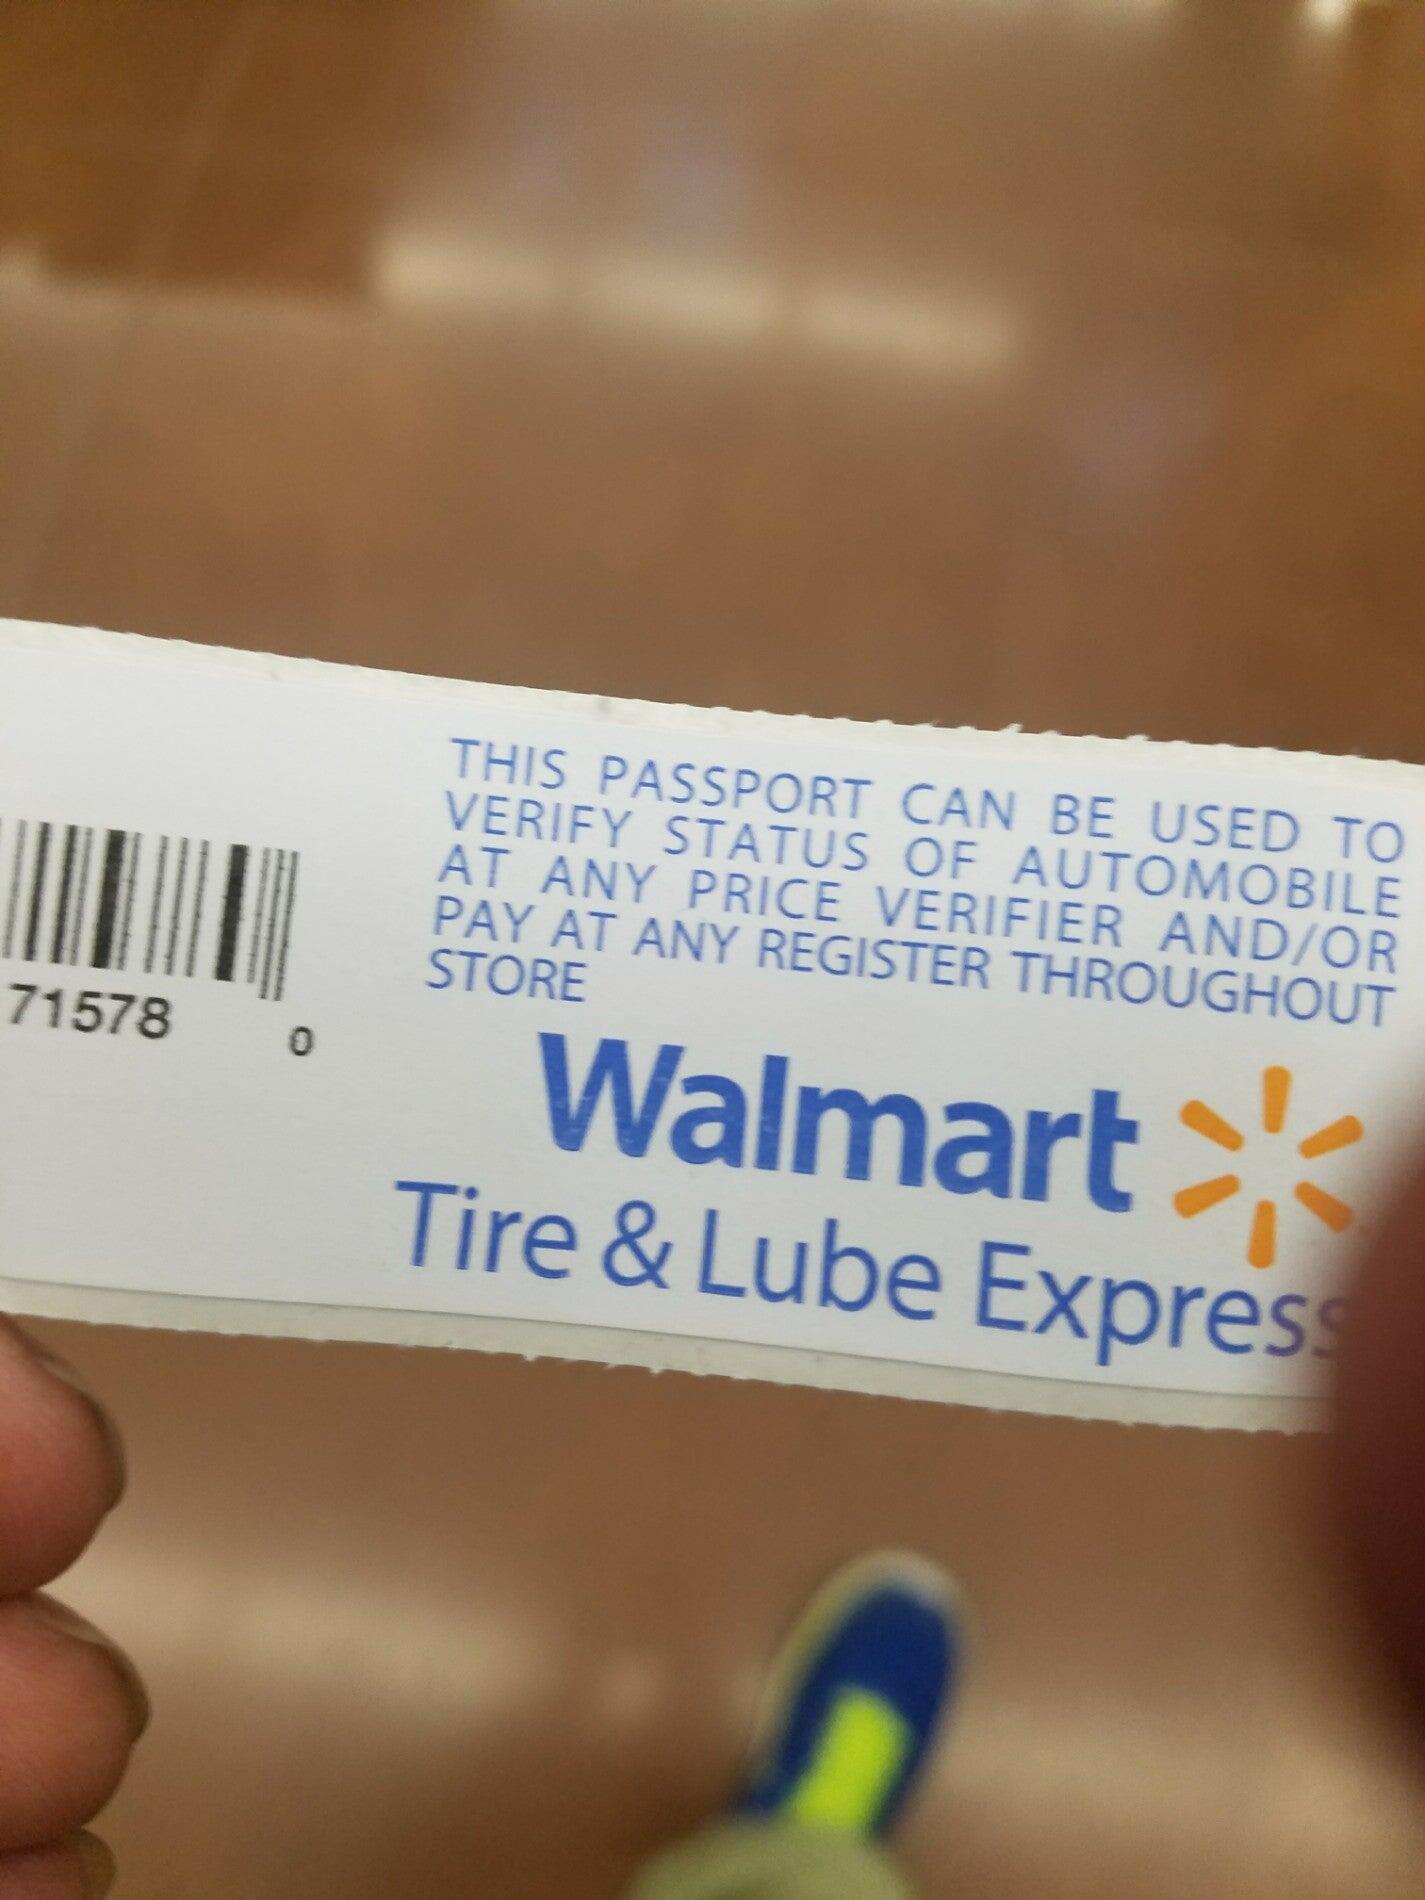 THIS PASSPORT CAN BE USED TO
VERIFY STATUS OF AUTOMOBILE
AT ANY PRICE VERIFIER AND/OR
PAY AT ANY REGISTER THROUGHOUT
STORE
71578 0
Walmart
Tire & Lube Express